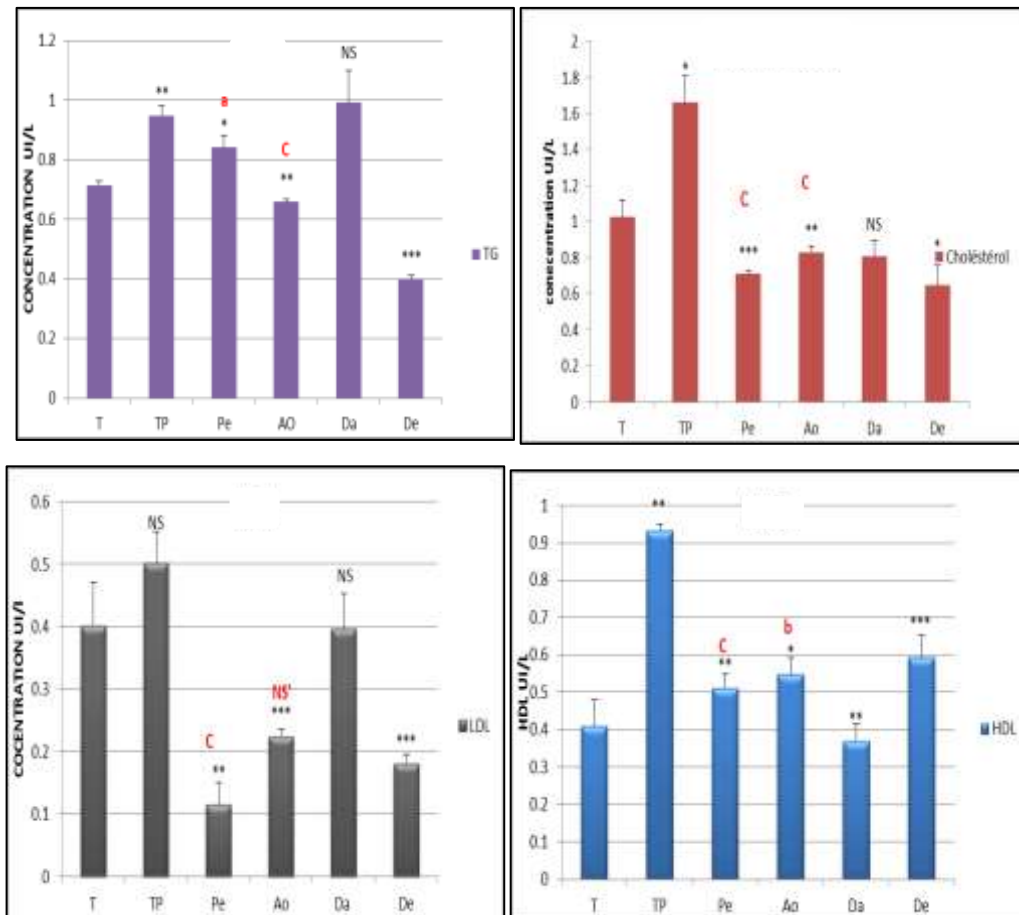 CONCENTRATION UI/L
1.2
1
0.8
0.6
0.4
0.2
0
**
a
*
C
**
NS
***
T TP Pe AO Da De
TG
conecentration UI/L
2
1.8
1.6
1.4
1.2
1
0.8
0.6
0.4
0.2
0
*
C
***
C
**
NS
*
T TP Pe Ao Da De
Choléstérol
COCENTRATION UI/l
0.6
0.5
0.4
0.3
0.2
0.1
0
NS
C
**
NS'
***
NS
***
T TP Pe Ao Da De
LDL
HDL UI/L
1
0.9
0.8
0.7
0.6
0.5
0.4
0.3
0.2
0.1
0
**
C
**
b
*
**
***
T TP Pe Ao Da De
HDL